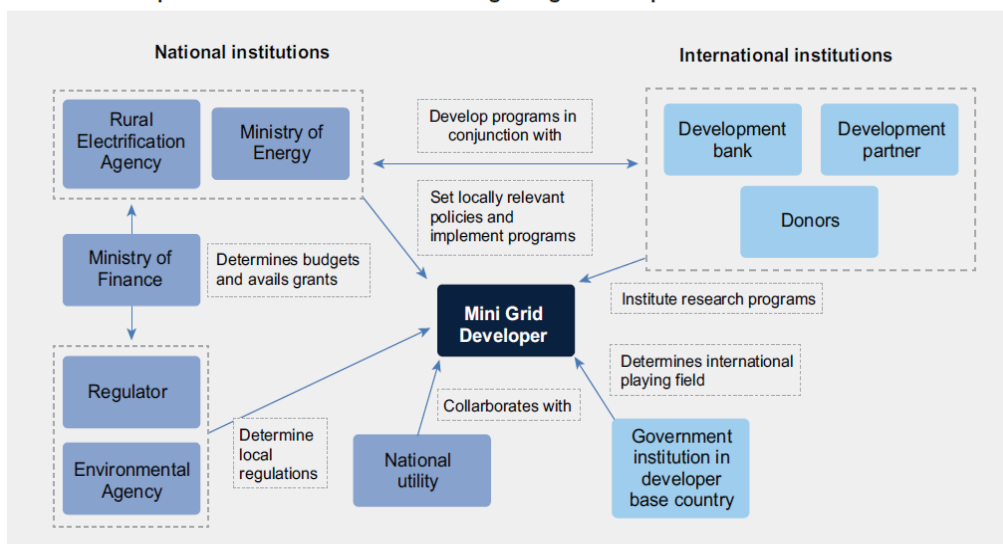 National institutions
International institutions
Rural
Electrification
Agency
Ministry of
Energy
Develop programs in
conjunction with
Development
bank
Development
partner
Donors
Set locally relevant
policies and
implement programs
Ministry of
Finance
Determines budgets
and avails grants
Institute research programs
Mini Grid
Developer
Determines international
playing field
Regulator
Environmental
Agency
Determine
local
regulations
Collarborates with
National
utility
Government
institution in
developer
base country